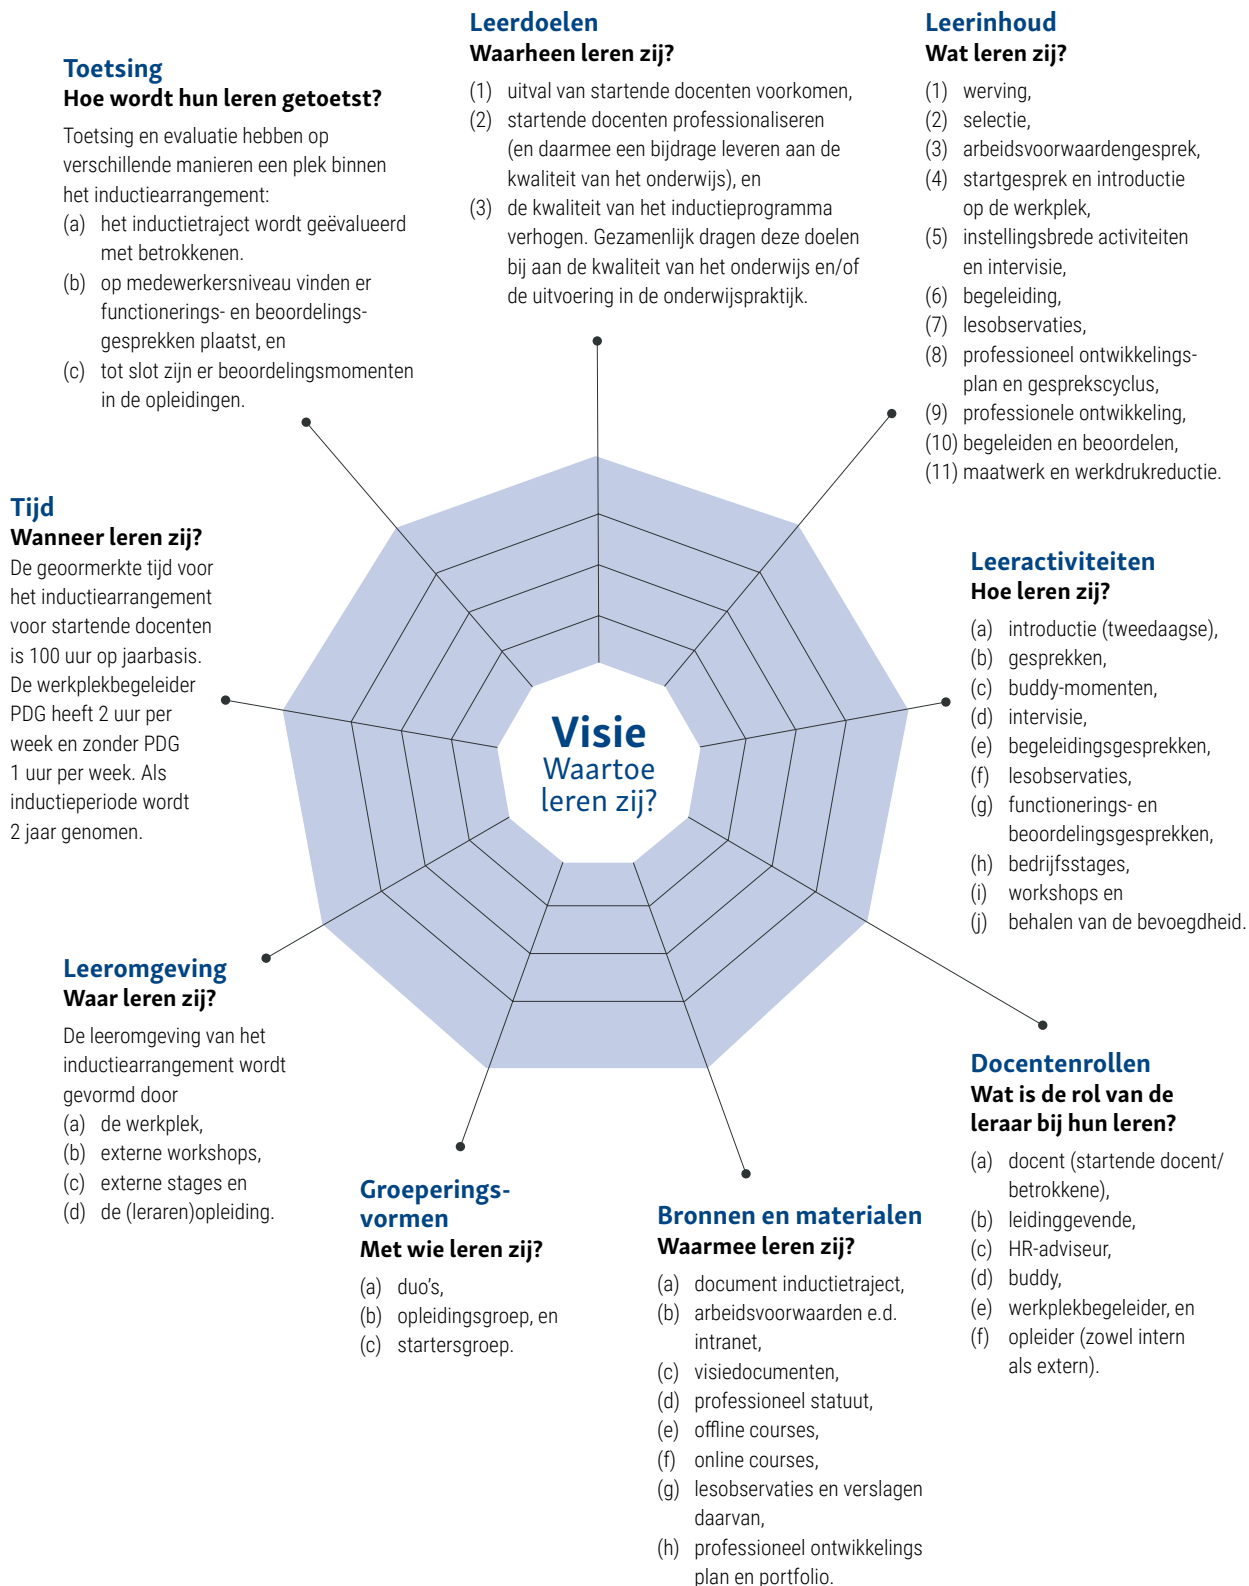 Leerdoelen
Waarheen leren zij?
(1) uitval van startende docenten voorkomen,
(2) startende docenten professionaliseren
(en daarmee een bijdrage leveren aan de
kwaliteit van het onderwijs), en
(3) de kwaliteit van het inductieprogramma
verhogen. Gezamenlijk dragen deze doelen
bij aan de kwaliteit van het onderwijs en/of
de uitvoering in de onderwijspraktijk.
Leerinhoud
Wat leren zij?
(1) werving,
(2) selectie,
(3) arbeidsvoorwaardengesprek,
(4) startgesprek en introductie
op de werkplek,
(5) instellingsbrede activiteiten
en intervisie,
(6) begeleiding,
(7) lesobservaties,
(8) professioneel ontwikkelings-
plan en gesprekscyclus,
(9) professionele ontwikkeling,
(10) begeleiden en beoordelen,
(11) maatwerk en werkdrukreductie.
Leeractiviteiten
Hoe leren zij?
(a) introductie (tweedaagse),
(b) gesprekken,
(c) buddy-momenten,
(d) intervisie,
(e) begeleidingsgesprekken,
(f) lesobservaties,
(g) functionerings- en
beoordelingsgesprekken,
(h) bedrijfsstages,
(i) workshops en
(j) behalen van de bevoegdheid.
Docentenrollen
Wat is de rol van de
leraar bij hun leren?
(a) docent (startende docent/
betrokkene),
(b) leidinggevende,
(c) HR-adviseur,
(d) buddy,
(e) werkplekbegeleider, en
(f) opleider (zowel intern
als extern).
Bronnen en materialen
Waarmee leren zij?
(a) document inductietraject,
(b) arbeidsvoorwaarden e.d.
intranet,
(c) visiedocumenten,
(d) professioneel statuut,
(e) offline courses,
(f) online courses,
(g) lesobservaties en verslagen
daarvan,
(h) professioneel ontwikkelings
plan en portfolio.
Groeperings-
vormen
Met wie leren zij?
(a) duo's,
(b) opleidingsgroep, en
(c) startersgroep.
Leeromgeving
Waar leren zij?
De leeromgeving van het
inductiearrangement wordt
gevormd door
(a) de werkplek,
(b) externe workshops,
(c) externe stages en
(d) de (leraren)opleiding.
Tijd
Wanneer leren zij?
De geoormerkte tijd voor
het inductiearrangement
voor startende docenten
is 100 uur op jaarbasis.
De werkplekbegeleider
PDG heeft 2 uur per
week en zonder PDG
1 uur per week. Als
inductieperiode wordt
2 jaar genomen.
Toetsing
Hoe wordt hun leren getoetst?
Toetsing en evaluatie hebben op
verschillende manieren een plek binnen
het inductiearrangement:
(a) het inductietraject wordt geëvalueerd
met betrokkenen.
(b) op medewerkersniveau vinden er
functionerings- en beoordelings-
gesprekken plaatst, en
(c) tot slot zijn er beoordelingsmomenten
in de opleidingen.
Visie
Waartoe
leren zij?